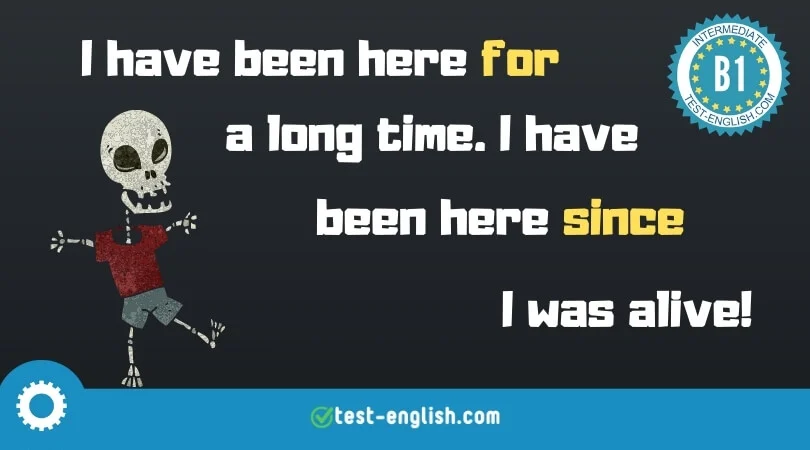 I have been here for
a long time. I have
been here since
I was alive!
INTERMEDIATE
B1
TEST-ENGLISH.COM
test-english.com